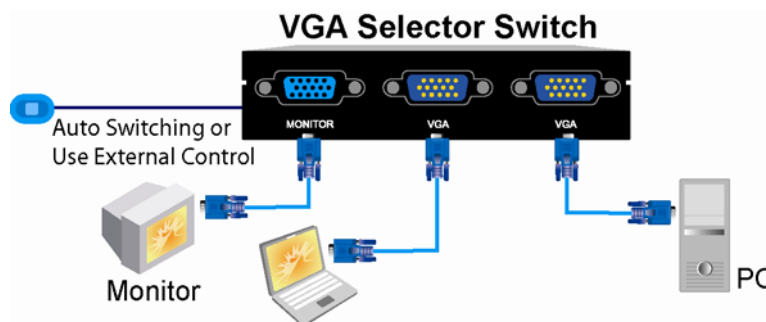 VGA Selector Switch
MONITOR
VGA
VGA
Auto Switching or
Use External Control
Monitor
PC